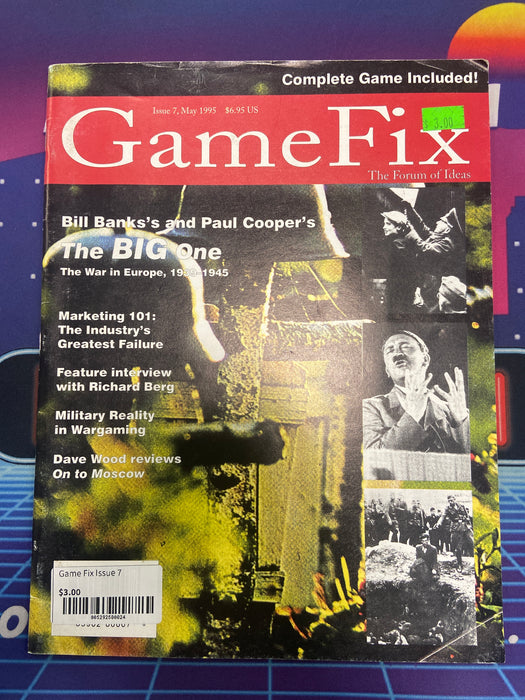 Complete Game Included!
Issue 7, May 1995 $6.95 US
$ 3.00
GameFix
The Forum of Ideas
Bill Banks's and Paul Cooper's
The BIG One
The War in Europe, 1939-1945
Marketing 101:
The Industry's
Greatest Failure
Feature interview
with Richard Berg
Military Reality
in Wargaming
Dave Wood reviews
On to Moscow
Game Fix Issue 7
$3.00